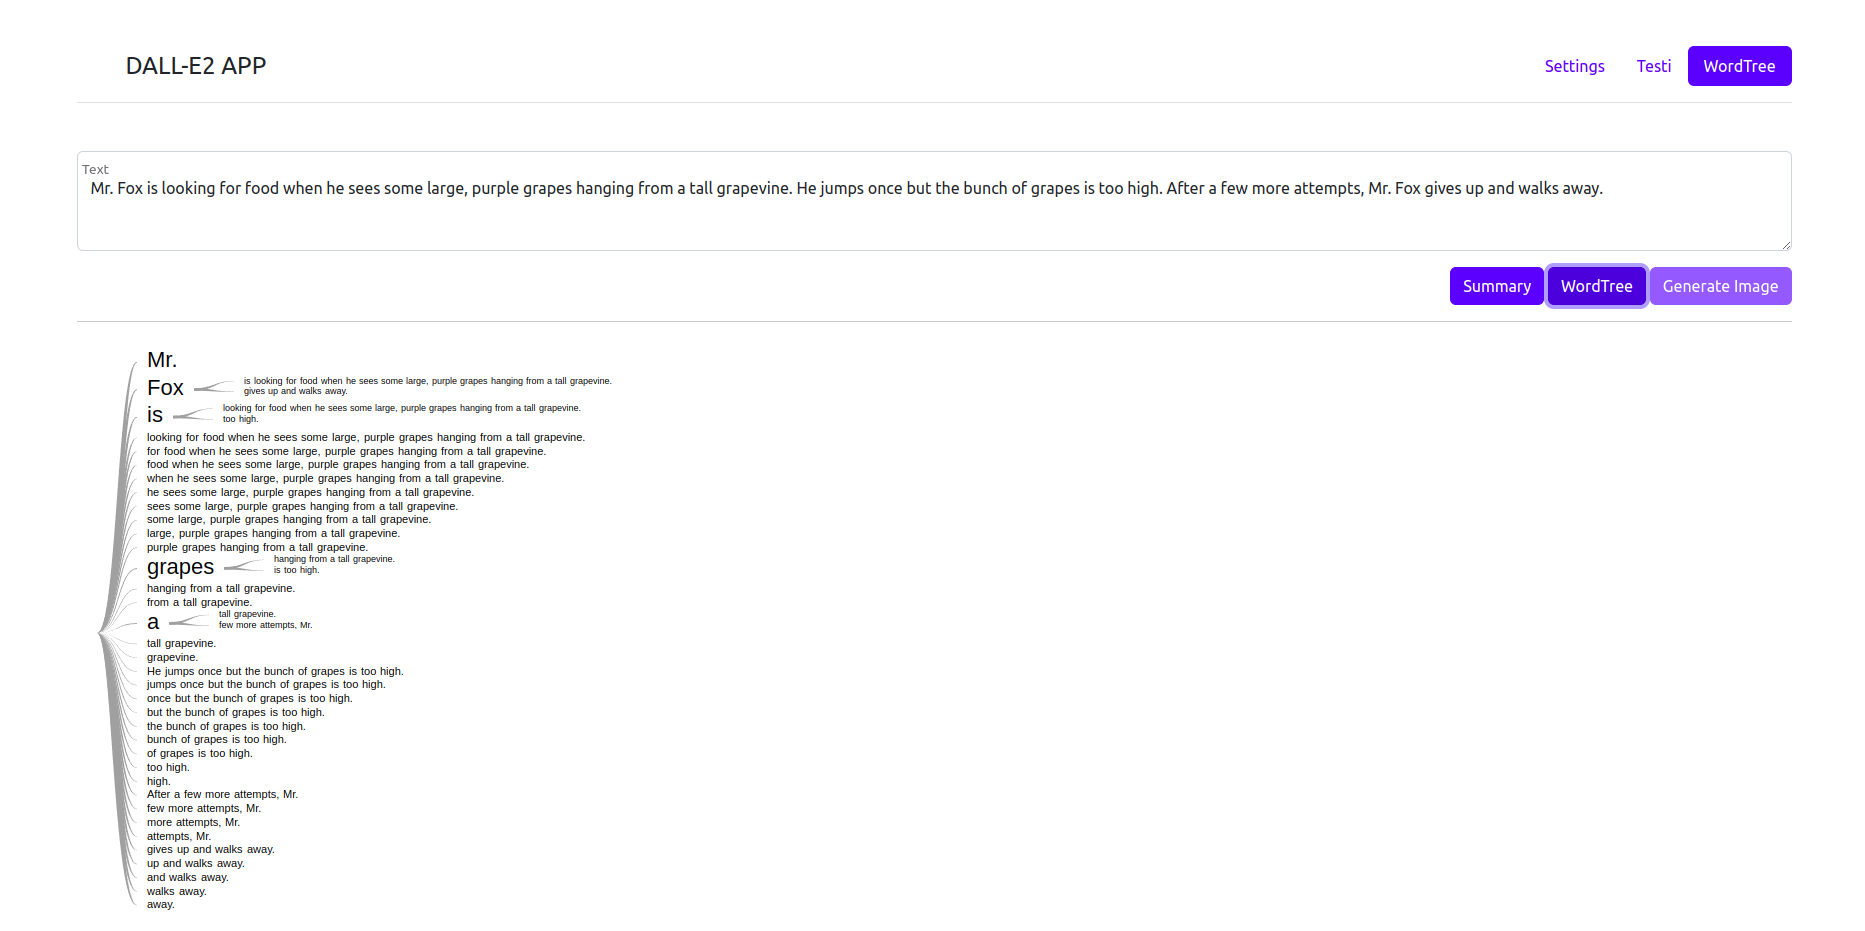 DALL-E2 APP
Settings Testi WordTree
Text
Mr. Fox is looking for food when he sees some large, purple grapes hanging from a tall grapevine. He jumps once but the bunch of grapes is too high. After a few more attempts, Mr. Fox gives up and walks away.
Summary WordTree Generate Image
Mr.
Fox
is looking for food when he sees some large, purple grapes hanging from a tall grapevine.
gives up and walks away.
is
looking for food when he sees some large, purple grapes hanging from a tall grapevine.
too high.
looking for food when he sees some large, purple grapes hanging from a tall grapevine.
for food when he sees some large, purple grapes hanging from a tall grapevine.
food when he sees some large, purple grapes hanging from a tall grapevine.
when he sees some large, purple grapes hanging from a tall grapevine.
he sees some large, purple grapes hanging from a tall grapevine.
sees some large, purple grapes hanging from a tall grapevine.
some large, purple grapes hanging from a tall grapevine.
large, purple grapes hanging from a tall grapevine.
purple grapes hanging from a tall grapevine.
grapes
hanging from a tall grapevine.
is too high.
hanging from a tall grapevine.
from a tall grapevine.
a
tall grapevine.
few more attempts, Mr.
tall grapevine.
grapevine.
He jumps once but the bunch of grapes is too high.
jumps once but the bunch of grapes is too high.
once but the bunch of grapes is too high.
but the bunch of grapes is too high.
the bunch of grapes is too high.
bunch of grapes is too high.
of grapes is too high.
too high.
high.
After a few more attempts, Mr.
few more attempts, Mr.
more attempts, Mr.
attempts, Mr.
gives up and walks away.
up and walks away.
and walks away.
walks away.
away.